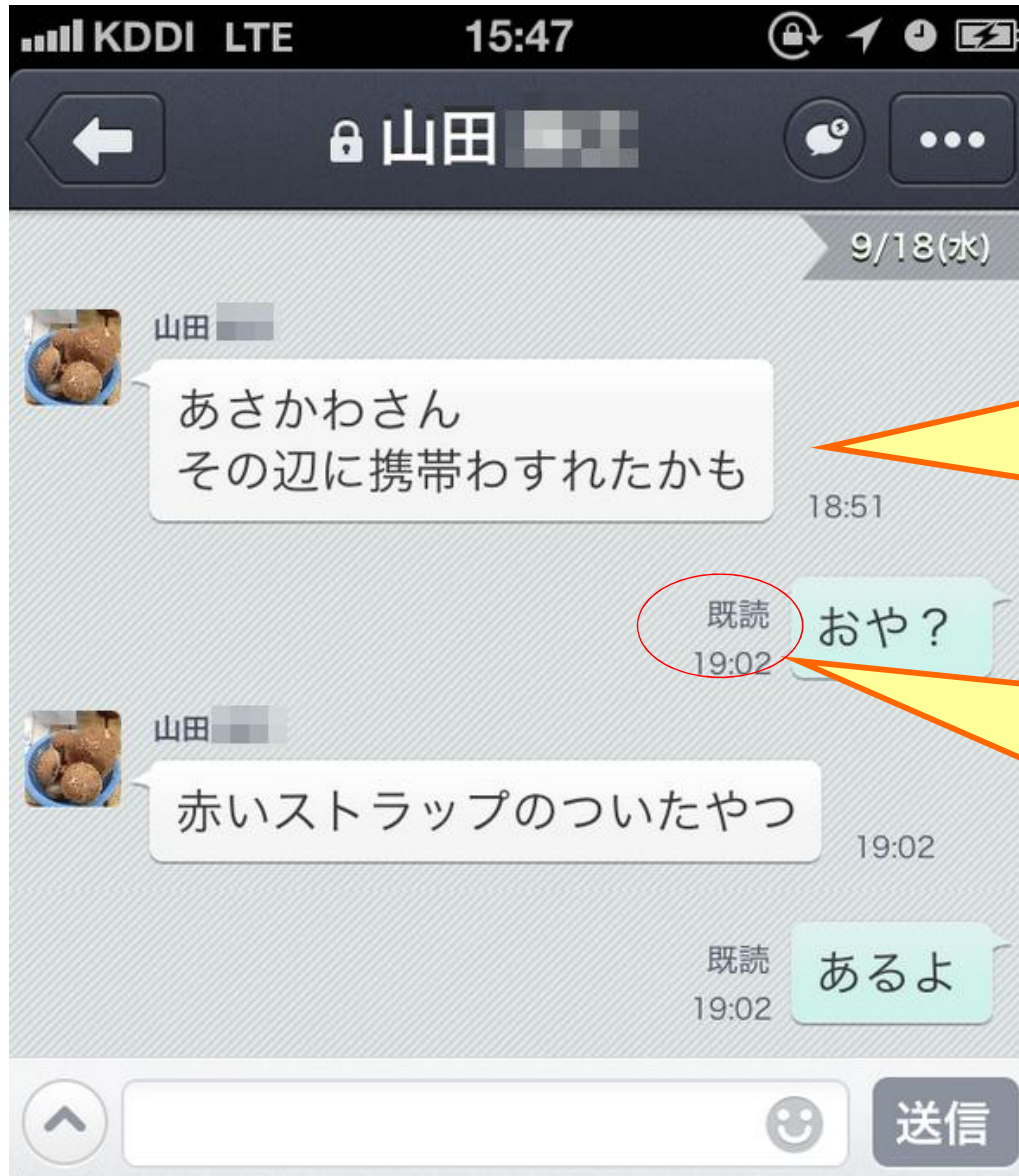 KDDI LTE 15:47
山田
9/18(水)
山田
あさかわさん
その辺に携帯わすれたかも
18:51
既読
おや？
19:02
山田
赤いストラップのついたやつ
19:02
既読
あるよ
19:02
送信